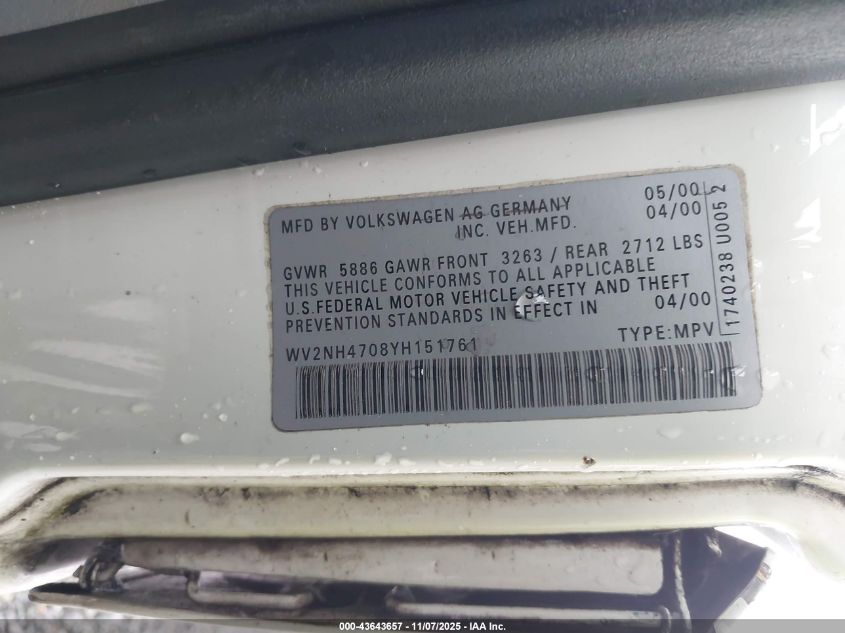 MFD BY VOLKSWAGEN AG GERMANY 05/00
INC. VEH.MFD. 04/00
GVWR 5886 GAWR FRONT 3263 / REAR 2712 LBS
THIS VEHICLE CONFORMS TO ALL APPLICABLE
U.S.FEDERAL MOTOR VEHICLE SAFETY AND THEFT
PREVENTION STANDARDS IN EFFECT IN 04/00
TYPE:MPV
WV2NH4708YH151761
1740238 U005 2
000-43643657 - 11/07/2025 - IAA Inc.